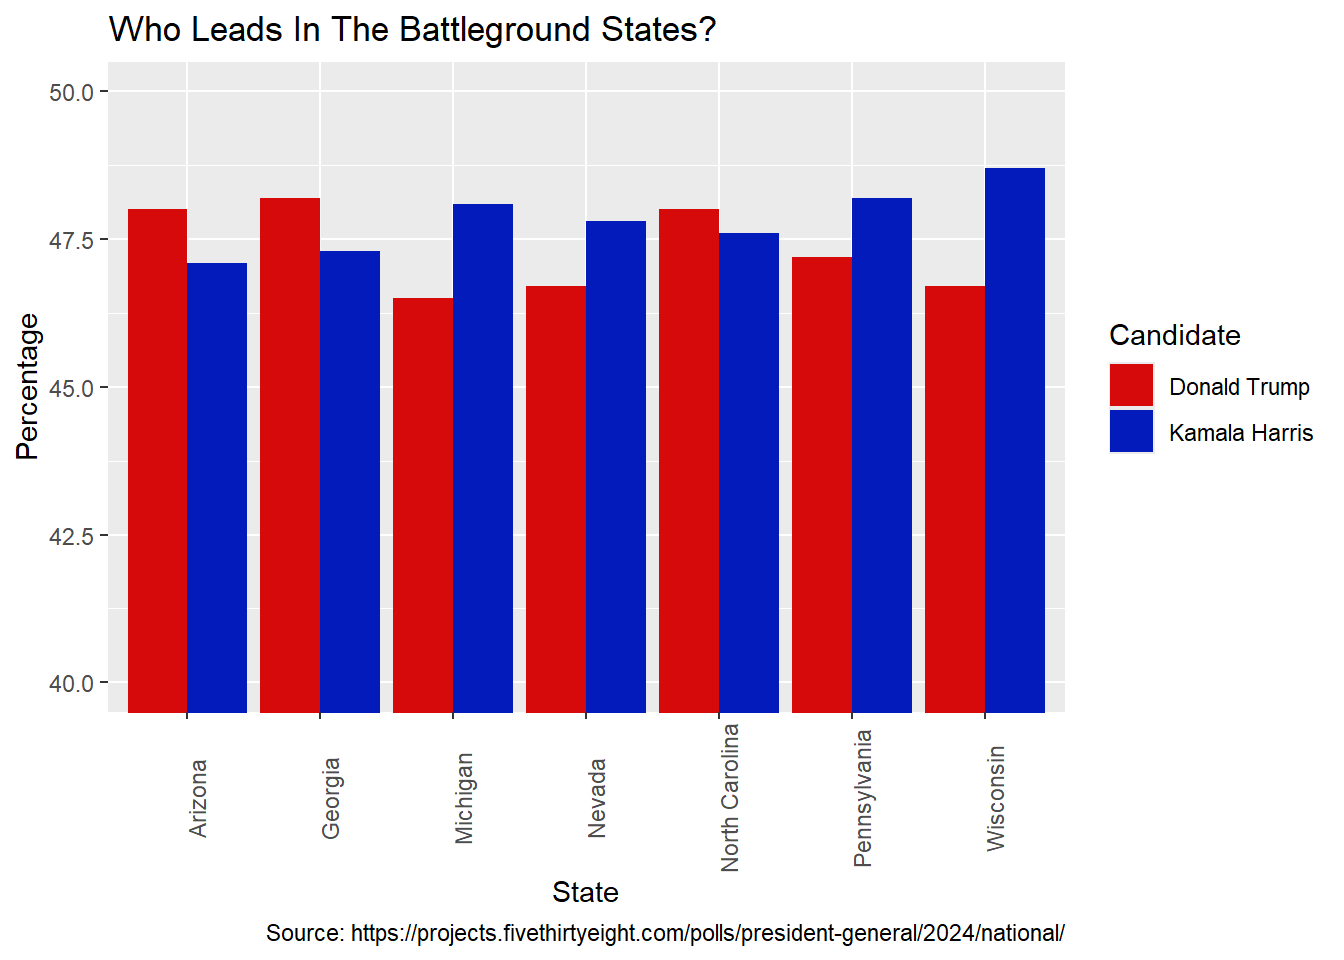 Who Leads In The Battleground States?
50.0
47.5
45.0
42.5
40.0
Percentage
Arizona
Georgia
Michigan
Nevada
North Carolina
Pennsylvania
Wisconsin
State
Candidate
Donald Trump
Kamala Harris
Source: https://projects.fivethirtyeight.com/polls/president-general/2024/national/